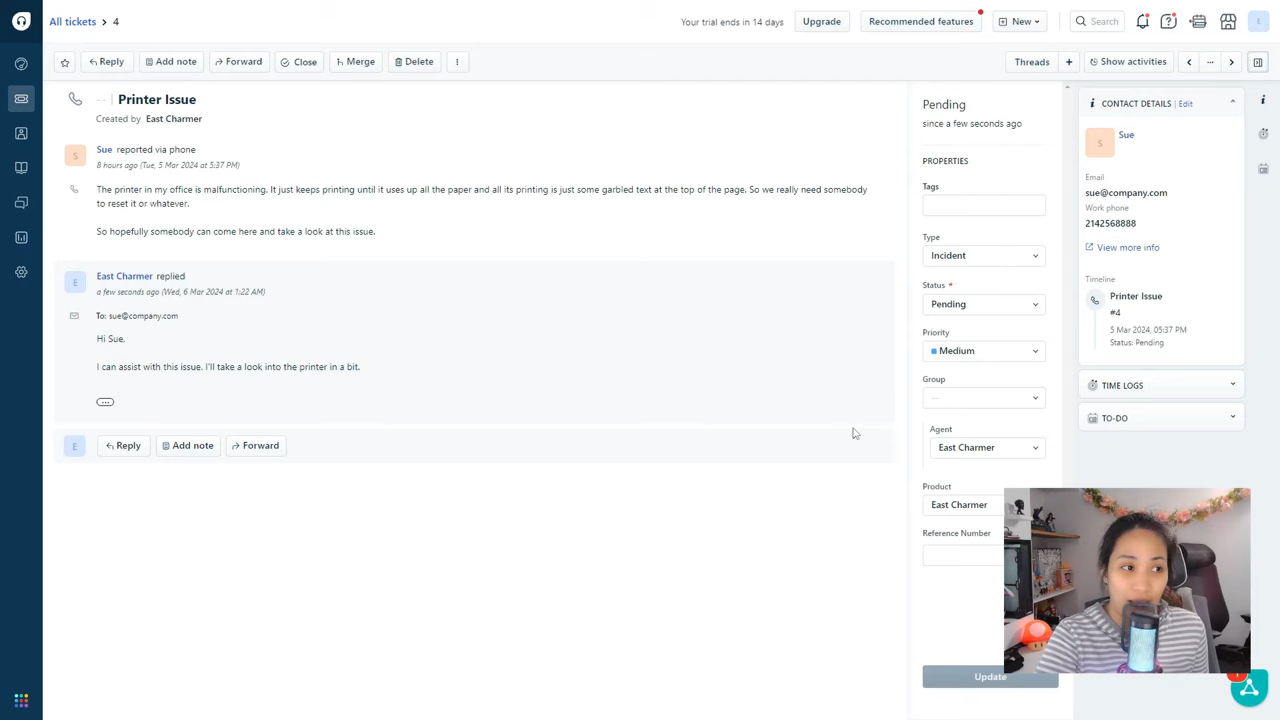 All tickets > 4
Your trial ends in 14 days
Upgrade
Recommended features
New
Search
E
Reply
Add note
Forward
Close
Merge
Delete
Threads
+
Show activities
-- | Printer Issue
Created by East Charmer
S
Sue reported via phone
8 hours ago (Tue, 5 Mar 2024 at 5:37 PM)
The printer in my office is malfunctioning. It just keeps printing until it uses up all the paper and all its printing is just some garbled text at the top of the page. So we really need somebody
to reset it or whatever.
So hopefully somebody can come here and take a look at this issue.
E
East Charmer replied
a few seconds ago (Wed, 6 Mar 2024 at 1:22 AM)
To: sue@company.com
Hi Sue,
I can assist with this issue. I'll take a look into the printer in a bit.
...
E
Reply
Add note
Forward
Pending
since a few seconds ago
PROPERTIES
Tags
Type
Incident
Status *
Pending
Priority
Medium
Group
--
Agent
East Charmer
Product
East Charmer
Reference Number
Update
CONTACT DETAILS | Edit
S
Sue
Email
sue@company.com
Work phone
2142568888
View more info
Timeline
Printer Issue
#4
5 Mar 2024, 05:37 PM
Status: Pending
TIME LOGS
TO-DO